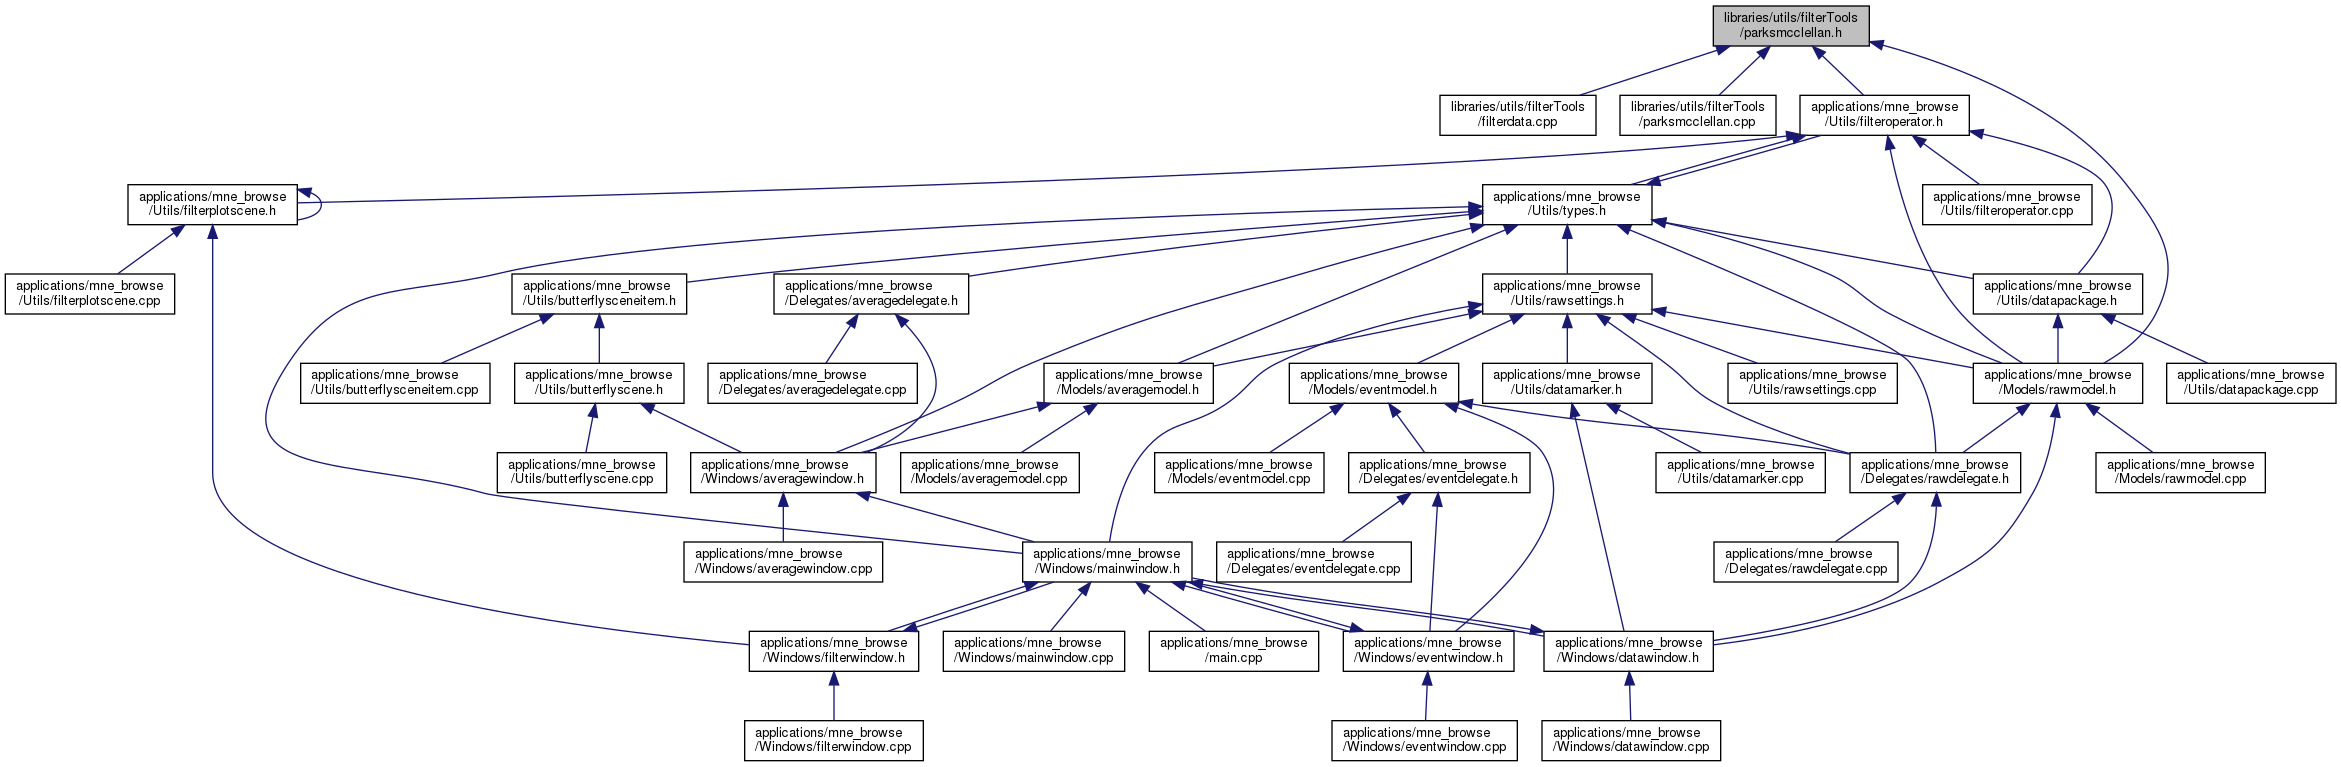 libraries/utils/filterTools
/parksmcclellan.h
libraries/utils/filterTools
/filterdata.cpp
libraries/utils/filterTools
/parksmcclellan.cpp
applications/mne_browse
/Utils/filteroperator.h
applications/mne_browse
/Utils/filterplotscene.h
applications/mne_browse
/Utils/types.h
applications/mne_browse
/Utils/filteroperator.cpp
applications/mne_browse
/Utils/filterplotscene.cpp
applications/mne_browse
/Utils/butterflysceneitem.h
applications/mne_browse
/Delegates/averagedelegate.h
applications/mne_browse
/Utils/rawsettings.h
applications/mne_browse
/Utils/datapackage.h
applications/mne_browse
/Utils/butterflysceneitem.cpp
applications/mne_browse
/Utils/butterflyscene.h
applications/mne_browse
/Delegates/averagedelegate.cpp
applications/mne_browse
/Models/averagemodel.h
applications/mne_browse
/Models/eventmodel.h
applications/mne_browse
/Utils/datamarker.h
applications/mne_browse
/Utils/rawsettings.cpp
applications/mne_browse
/Models/rawmodel.h
applications/mne_browse
/Utils/datapackage.cpp
applications/mne_browse
/Utils/butterflyscene.cpp
applications/mne_browse
/Windows/averagewindow.h
applications/mne_browse
/Models/averagemodel.cpp
applications/mne_browse
/Models/eventmodel.cpp
applications/mne_browse
/Delegates/eventdelegate.h
applications/mne_browse
/Utils/datamarker.cpp
applications/mne_browse
/Delegates/rawdelegate.h
applications/mne_browse
/Models/rawmodel.cpp
applications/mne_browse
/Windows/averagewindow.cpp
applications/mne_browse
/Windows/mainwindow.h
applications/mne_browse
/Delegates/eventdelegate.cpp
applications/mne_browse
/Delegates/rawdelegate.cpp
applications/mne_browse
/Windows/filterwindow.h
applications/mne_browse
/Windows/mainwindow.cpp
applications/mne_browse
/main.cpp
applications/mne_browse
/Windows/eventwindow.h
applications/mne_browse
/Windows/datawindow.h
applications/mne_browse
/Windows/filterwindow.cpp
applications/mne_browse
/Windows/eventwindow.cpp
applications/mne_browse
/Windows/datawindow.cpp